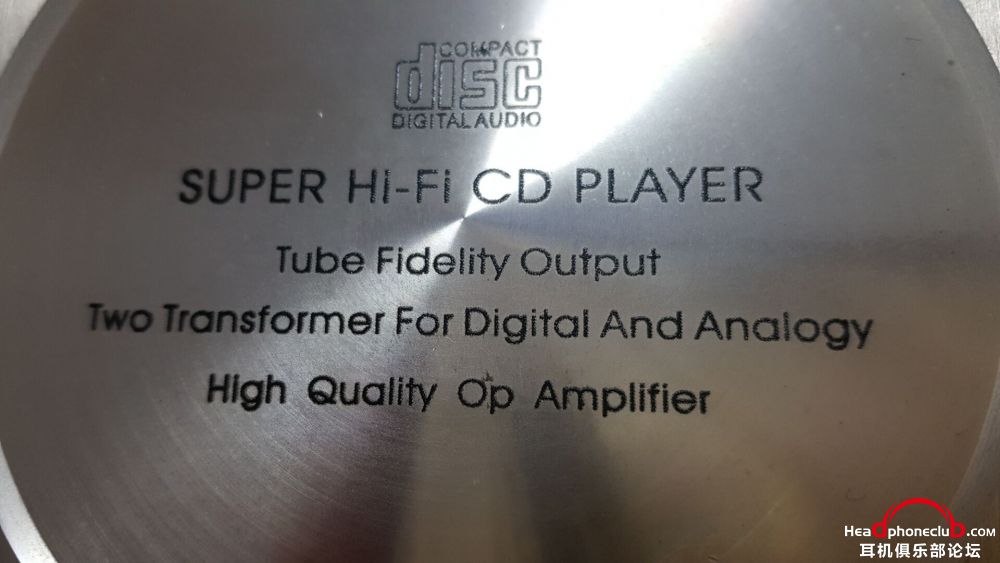 COMPACT
disc
DIGITAL AUDIO
SUPER Hi-Fi CD PLAYER
Tube Fidelity Output
Two Transformer For Digital And Analogy
High Quality Op Amplifier
Headphoneclub.com
耳机俱乐部论坛